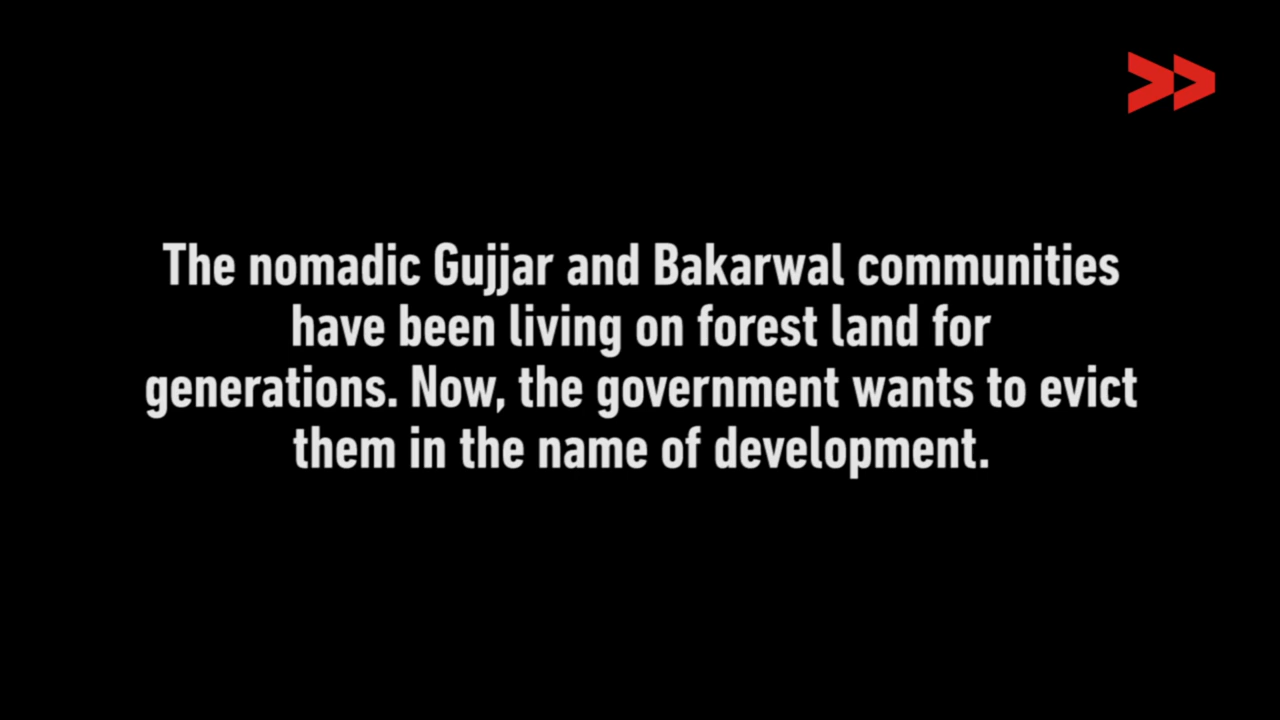 The nomadic Gujjar and Bakarwal communities
have been living on forest land for
generations. Now, the government wants to evict
them in the name of development.